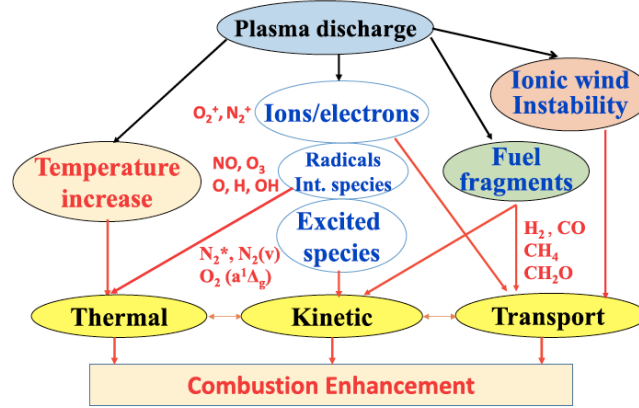 Plasma discharge
Ionic wind
Instability
O₂⁺, N₂⁺
Ions/electrons
Temperature
increase
NO, O₃
O, H, OH
Radicals
Int. species
Fuel
fragments
Excited
species
N₂*, N₂(v)
O₂ (a¹Δg)
H₂ , CO
CH₄
CH₂O
Thermal
Kinetic
Transport
Combustion Enhancement